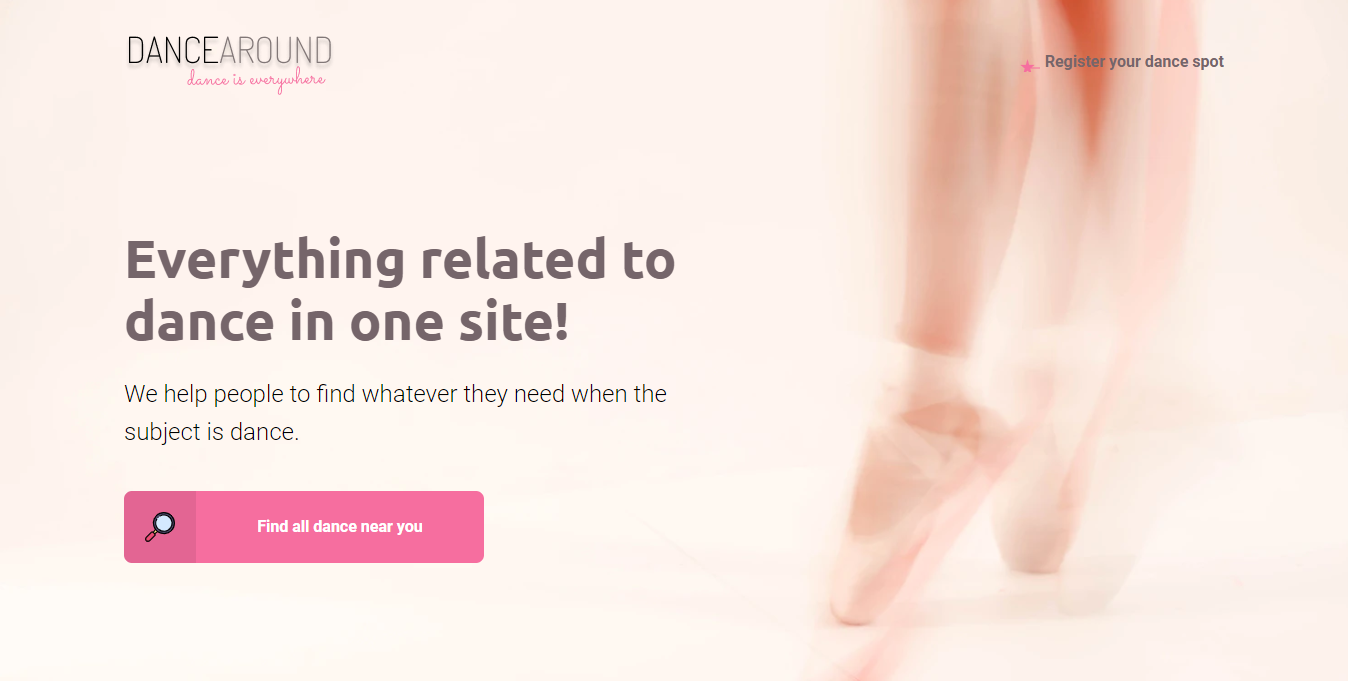 DANCEAROUND
dance is everywhere
Register your dance spot
Everything related to
dance in one site!
We help people to find whatever they need when the
subject is dance.
Find all dance near you